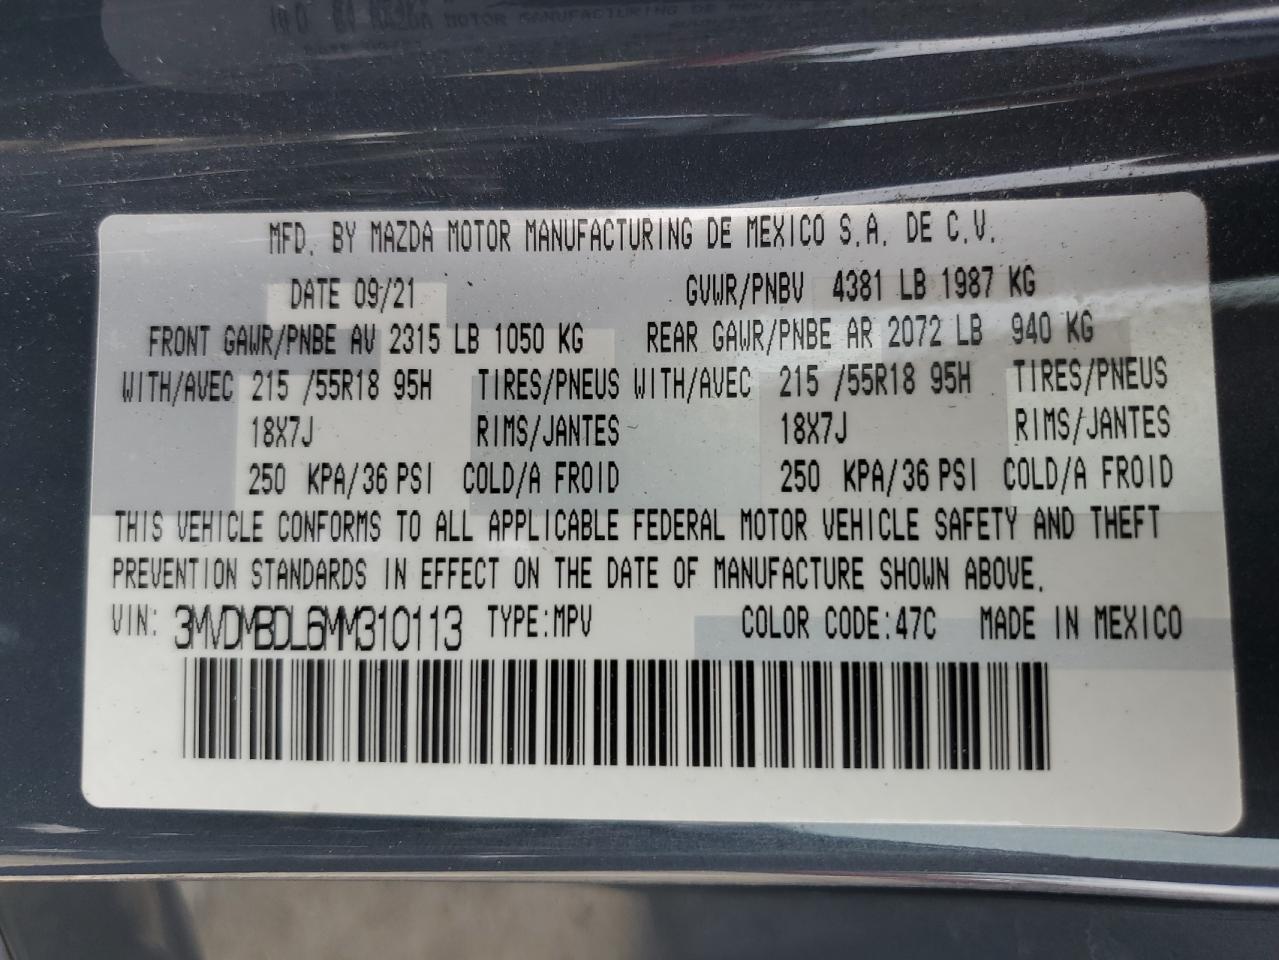 MFD. BY MAZDA MOTOR MANUFACTURING DE MEXICO S.A. DE C.V.
DATE 09/21 GVWR/PNBV 4381 LB 1987 KG
FRONT GAWR/PNBE AV 2315 LB 1050 KG REAR GAWR/PNBE AR 2072 LB 940 KG
WITH/AVEC 215 /55R18 95H TIRES/PNEUS WITH/AVEC 215 /55R18 95H TIRES/PNEUS
18X7J RIMS/JANTES 18X7J RIMS/JANTES
250 KPA/36 PSI COLD/A FROID 250 KPA/36 PSI COLD/A FROID
THIS VEHICLE CONFORMS TO ALL APPLICABLE FEDERAL MOTOR VEHICLE SAFETY AND THEFT
PREVENTION STANDARDS IN EFFECT ON THE DATE OF MANUFACTURE SHOWN ABOVE.
VIN: 3MVDMBDL6MM310113 TYPE:MPV COLOR CODE:47C MADE IN MEXICO